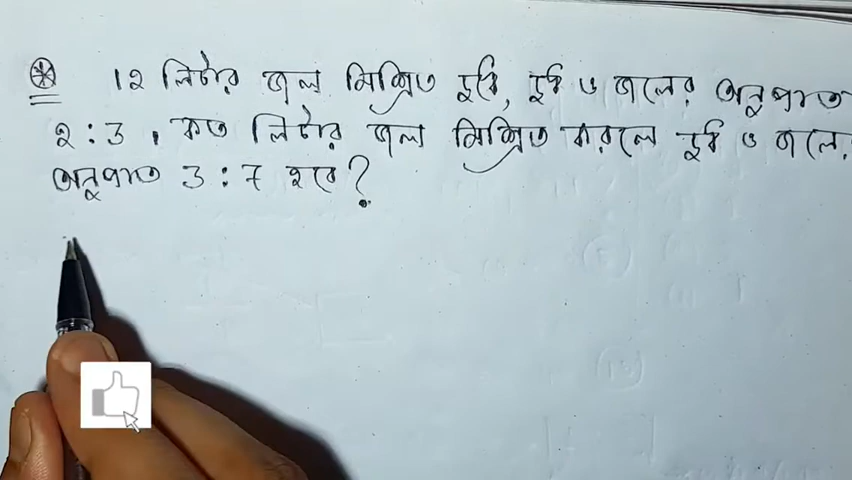 12 লিটার জল মিশ্রিত দুধে, দুধ ও জলের অনুপাত
2 : 3 , কত লিটার জল মিশ্রিত করলে দুধ ও জলের
অনুপাত 3 : 7 হবে ?